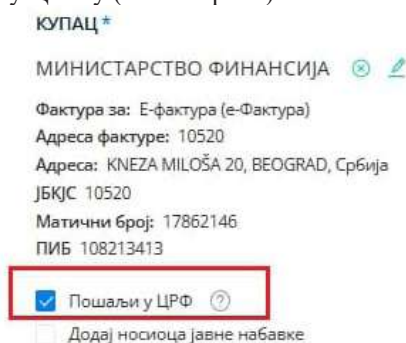 КУПАЦ*
МИНИСТАРСТВО ФИНАНСИЈА
Фактура за: Е-фактура (е-Фактура)
Адреса фактуре: 10520
Адреса: KNEZA MILOŠA 20, BEOGRAD, Србија
ЈБКЈС 10520
Матични број: 17862146
ПИБ 108213413
Пошаљи у ЦРФ ?
Додај носиоца јавне набавке